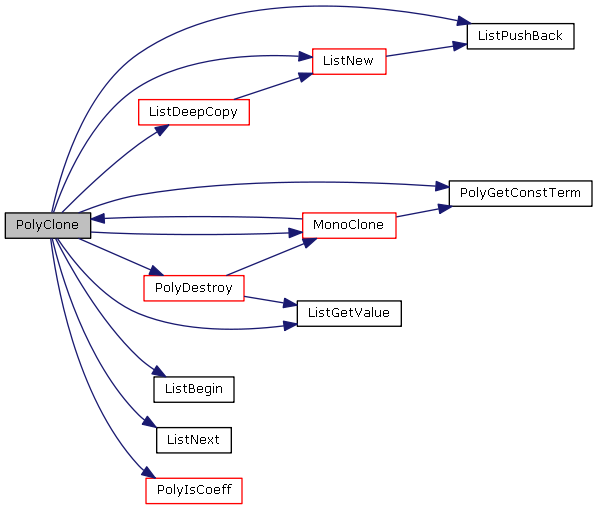 ListPushBack
ListNew
ListDeepCopy
PolyGetConstTerm
PolyClone
MonoClone
PolyDestroy
ListGetValue
ListBegin
ListNext
PolyIsCoeff